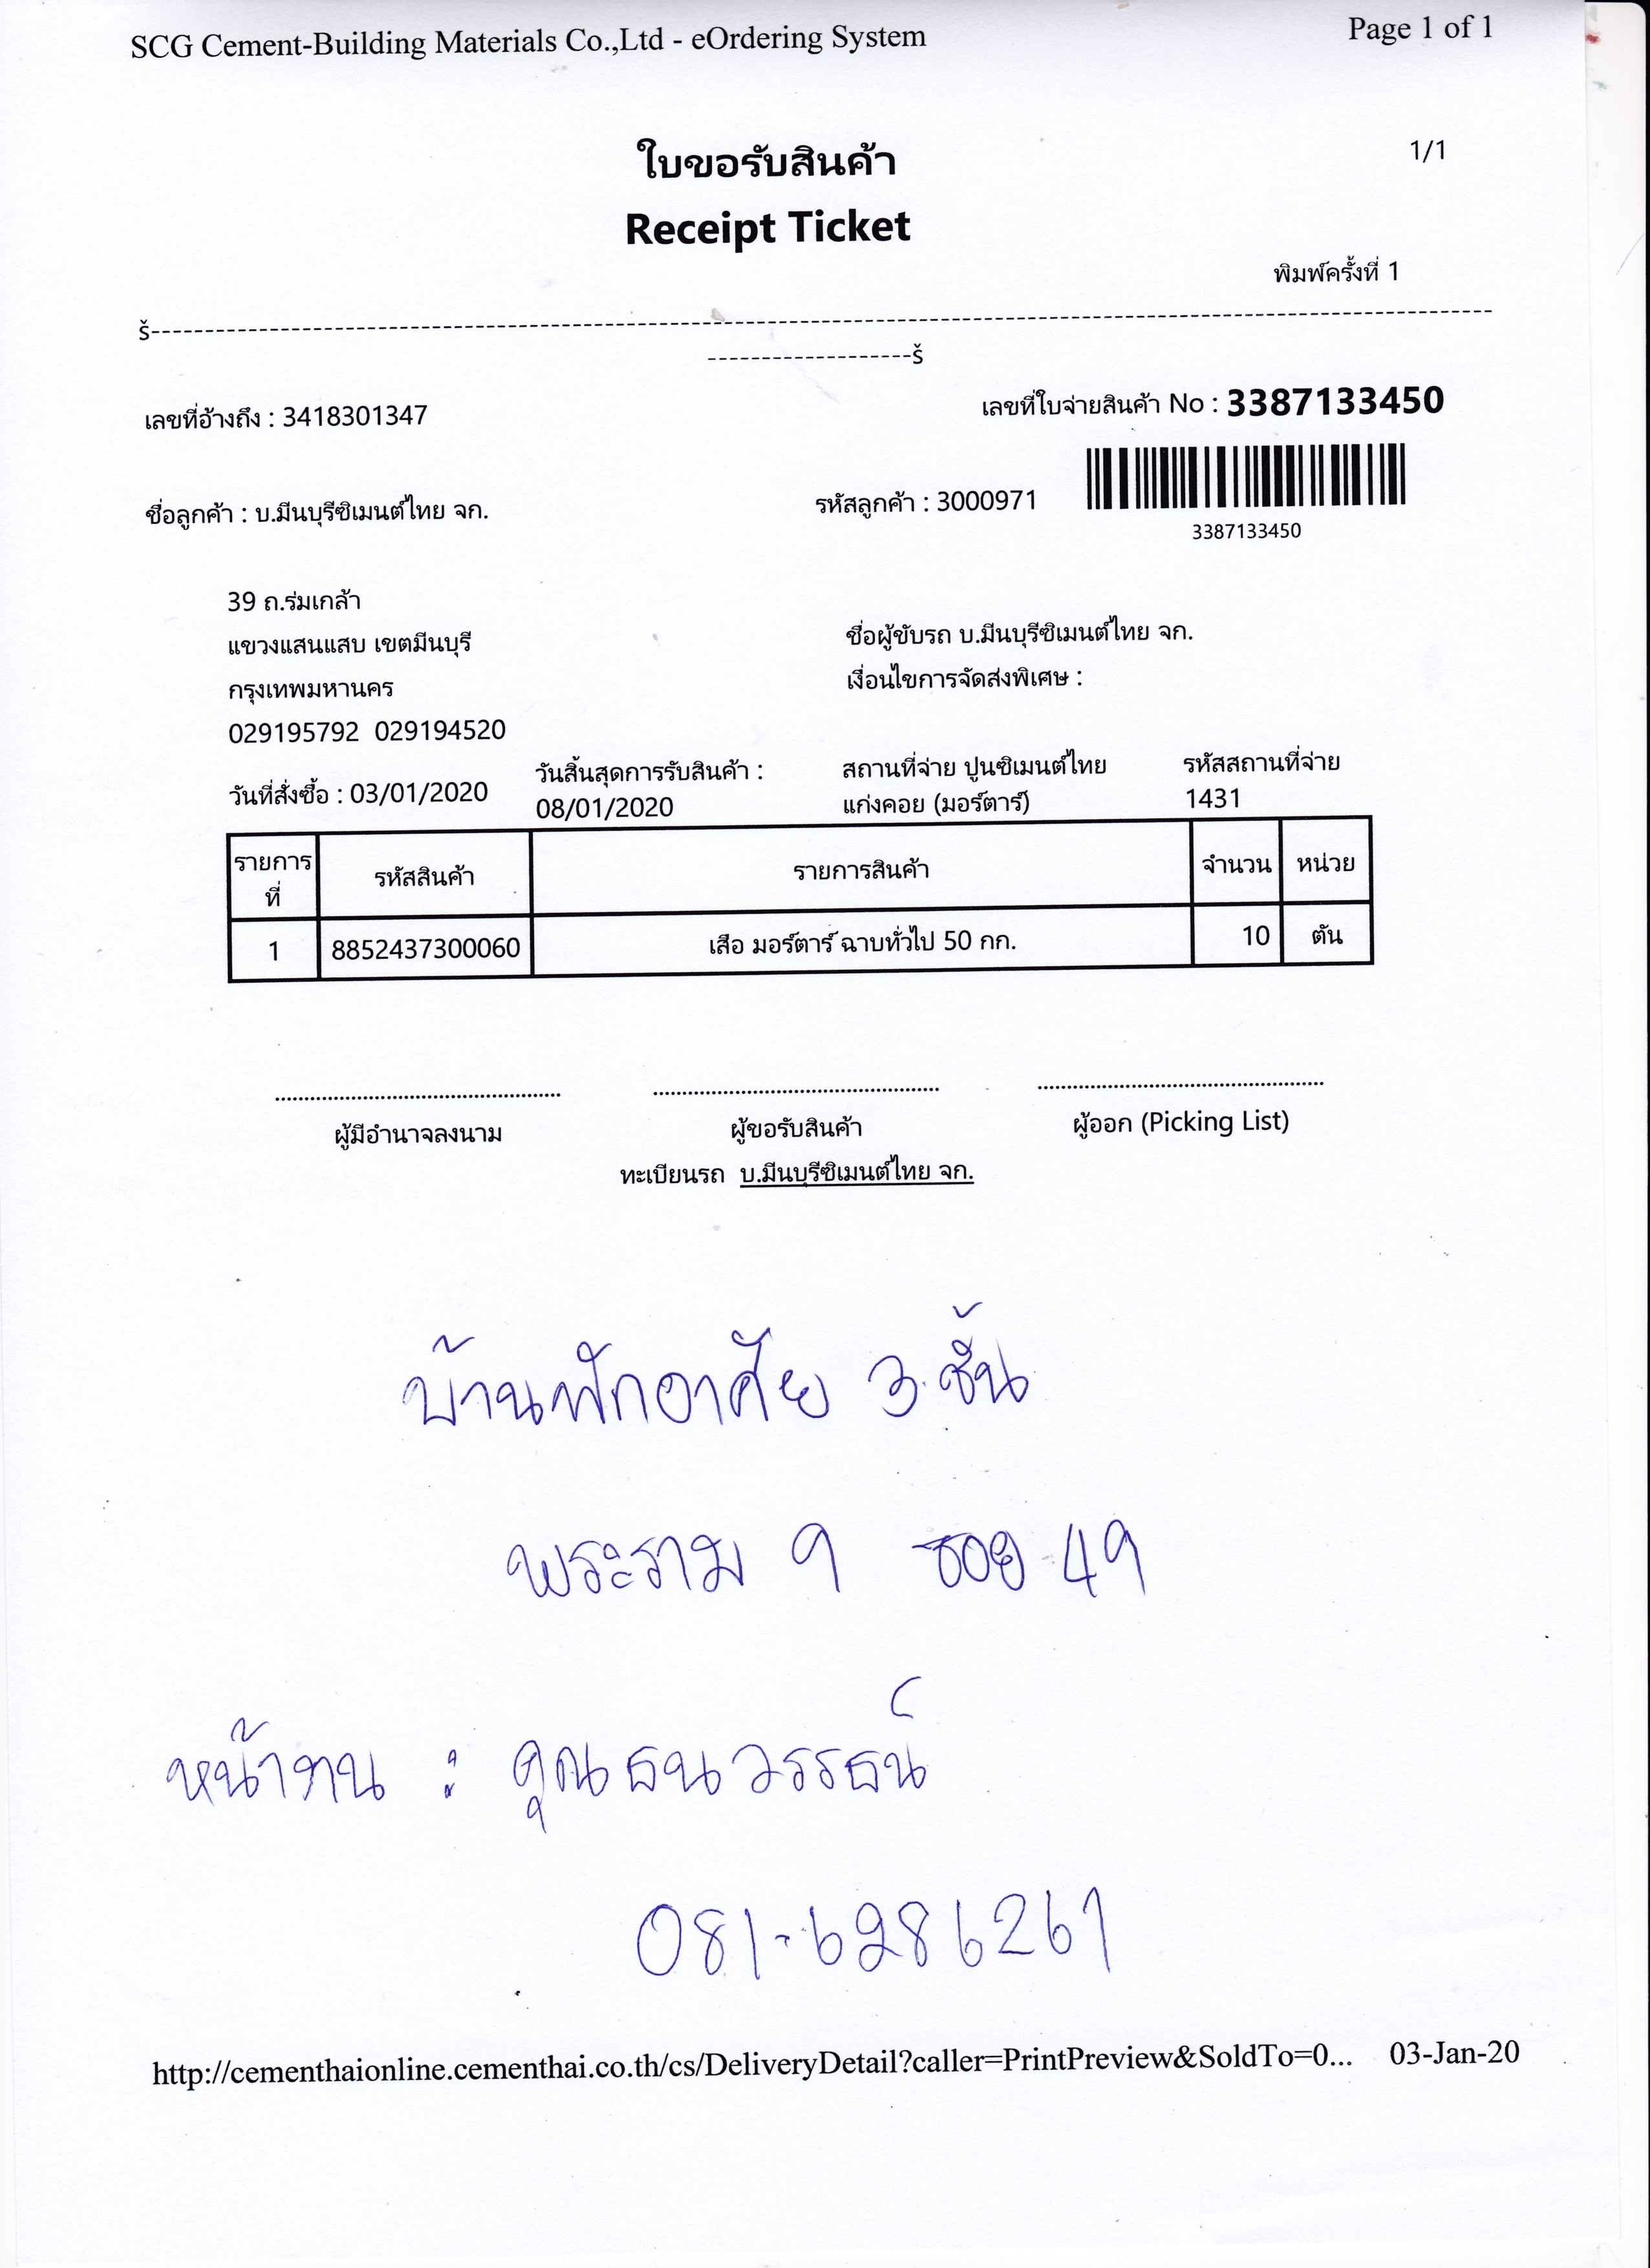 SCG Cement-Building Materials Co.,Ltd - eOrdering System Page 1 of 1
ใบขอรับสินค้า 1/1
Receipt Ticket
พิมพ์ครั้งที่ 1
š----------------------------------------------------------------------------------------------------
-------------------š
เลขที่อ้างถึง : 3418301347 เลขที่ใบจ่ายสินค้า No : 3387133450
ชื่อลูกค้า : บ.มีนบุรีซิเมนต์ไทย จก. รหัสลูกค้า : 3000971
3387133450
39 ถ.ร่มเกล้า
แขวงแสนแสบ เขตมีนบุรี ชื่อผู้ขับรถ บ.มีนบุรีซิเมนต์ไทย จก.
กรุงเทพมหานคร เงื่อนไขการจัดส่งพิเศษ :
029195792 029194520
วันที่สั่งซื้อ : 03/01/2020 วันสิ้นสุดการรับสินค้า : สถานที่จ่าย ปูนซิเมนต์ไทย รหัสสถานที่จ่าย
08/01/2020 แก่งคอย (มอร์ตาร์) 1431
รายการ รหัสสินค้า รายการสินค้า จำนวน หน่วย
ที่
1 8852437300060 เสือ มอร์ตาร์ ฉาบทั่วไป 50 กก. 10 ตัน
ผู้มีอำนาจลงนาม ผู้ขอรับสินค้า ผู้ออก (Picking List)
ทะเบียนรถ บ.มีนบุรีซิเมนต์ไทย จก.
บ้านพักอาศัย 3 ชั้น
พระราม 9 ซอย 49
หน้างาน : คุณธนวรรธน์
081-6286261
http://cementhaionline.cementhai.co.th/cs/DeliveryDetail?caller=PrintPreview&SoldTo=0... 03-Jan-20